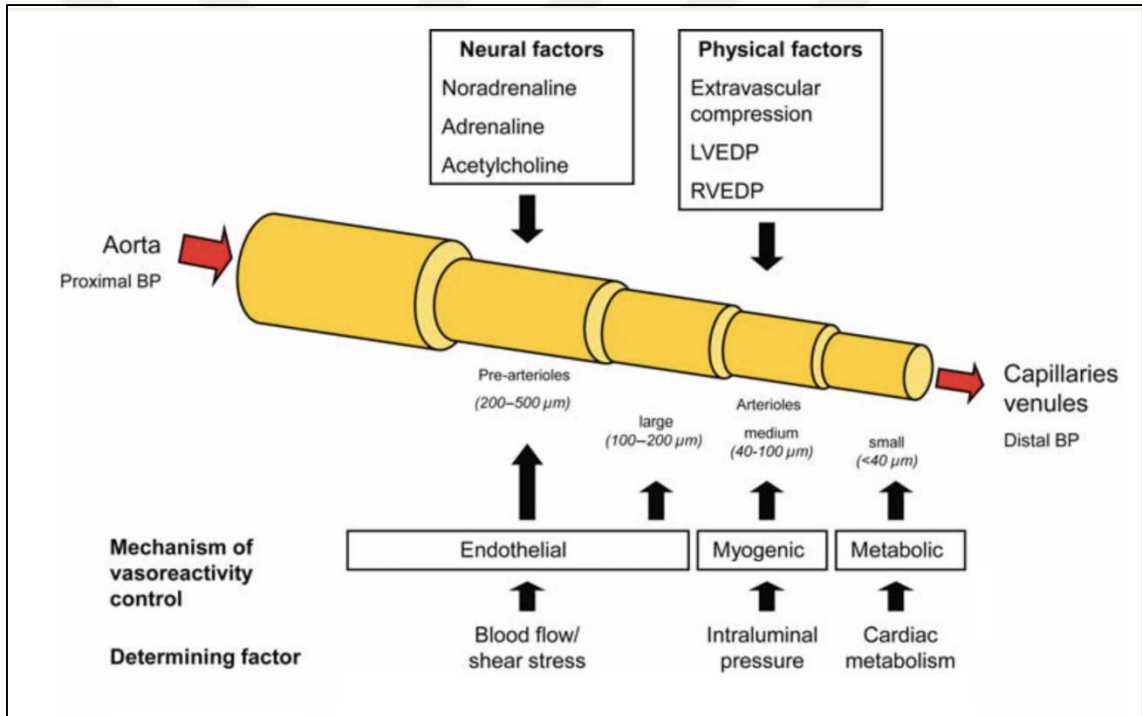 Neural factors
Noradrenaline
Adrenaline
Acetylcholine
Physical factors
Extravascular
compression
LVEDP
RVEDP
Aorta
Proximal BP
Pre-arterioles
(200–500 µm)
large
(100–200 µm)
Arterioles
medium
(40-100 µm)
small
(<40 µm)
Capillaries
venules
Distal BP
Mechanism of
vasoreactivity
control
Endothelial
Myogenic
Metabolic
Determining factor
Blood flow/
shear stress
Intraluminal
pressure
Cardiac
metabolism